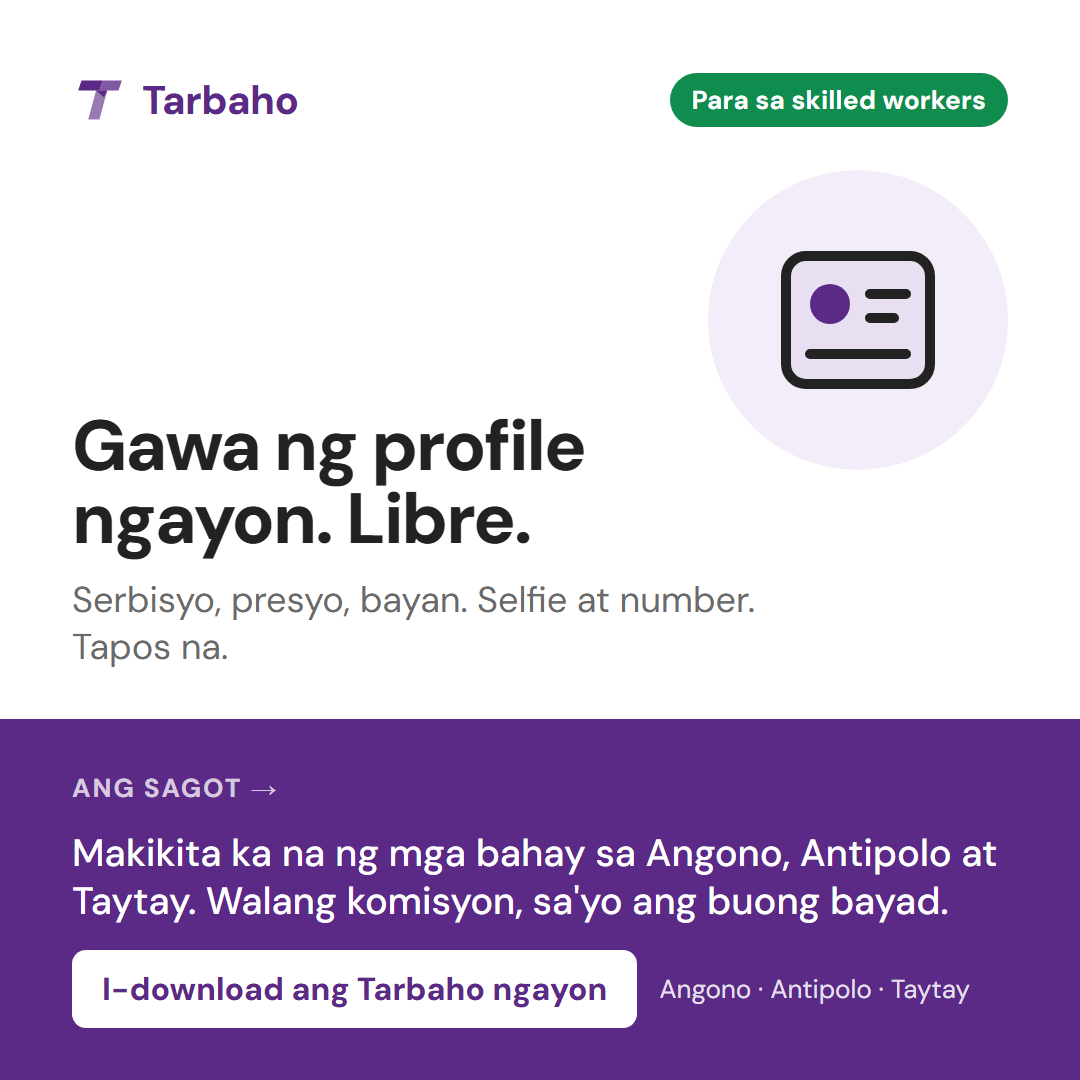 Tarbaho
Para sa skilled workers
Gawa ng profile
ngayon. Libre.
Serbisyo, presyo, bayan. Selfie at number.
Tapos na.
ANG SAGOT →
Makikita ka na ng mga bahay sa Angono, Antipolo at
Taytay. Walang komisyon, sa'yo ang buong bayad.
I-download ang Tarbaho ngayon
Angono · Antipolo · Taytay